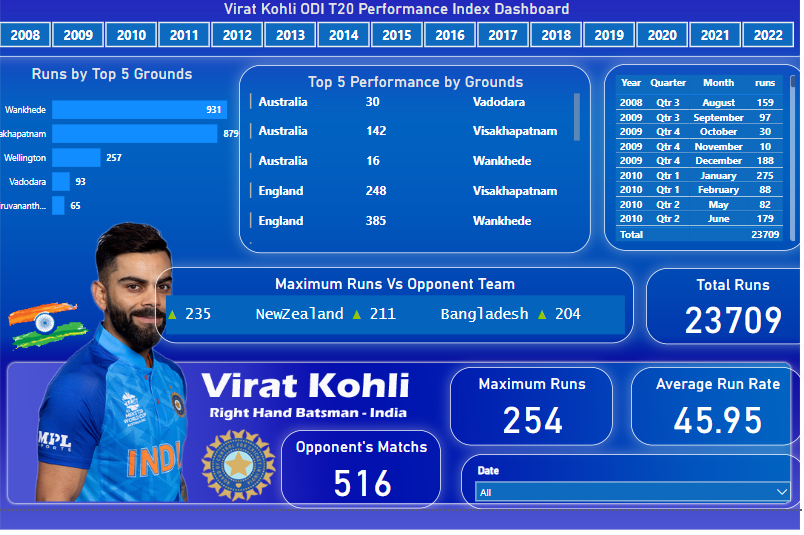 Virat Kohli ODI T20 Performance Index Dashboard
2008 2009 2010 2011 2012 2013 2014 2015 2016 2017 2018 2019 2020 2021 2022
Runs by Top 5 Grounds
Wankhede 931
akhapatnam 879
Wellington 257
Vadodara 93
iruvananth... 65
Top 5 Performance by Grounds
Australia 30 Vadodara
Australia 142 Visakhapatnam
Australia 16 Wankhede
England 248 Visakhapatnam
England 385 Wankhede
Year Quarter Month runs
2008 Qtr 3 August 159
2009 Qtr 3 September 97
2009 Qtr 4 October 30
2009 Qtr 4 November 10
2009 Qtr 4 December 188
2010 Qtr 1 January 275
2010 Qtr 1 February 88
2010 Qtr 2 May 82
2010 Qtr 2 June 179
Total 23709
Maximum Runs Vs Opponent Team
▲ 235 NewZealand ▲ 211 Bangladesh ▲ 204
Total Runs
23709
Virat Kohli
Right Hand Batsman - India
Maximum Runs
254
Average Run Rate
45.95
Opponent's Matchs
516
Date
All
MPL
SPORTS
INDI